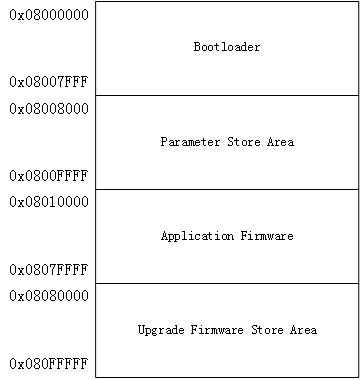 0x08000000
Bootloader
0x08007FFF
0x08008000
Parameter Store Area
0x0800FFFF
0x08010000
Application Firmware
0x0807FFFF
0x08080000
Upgrade Firmware Store Area
0x080FFFFF